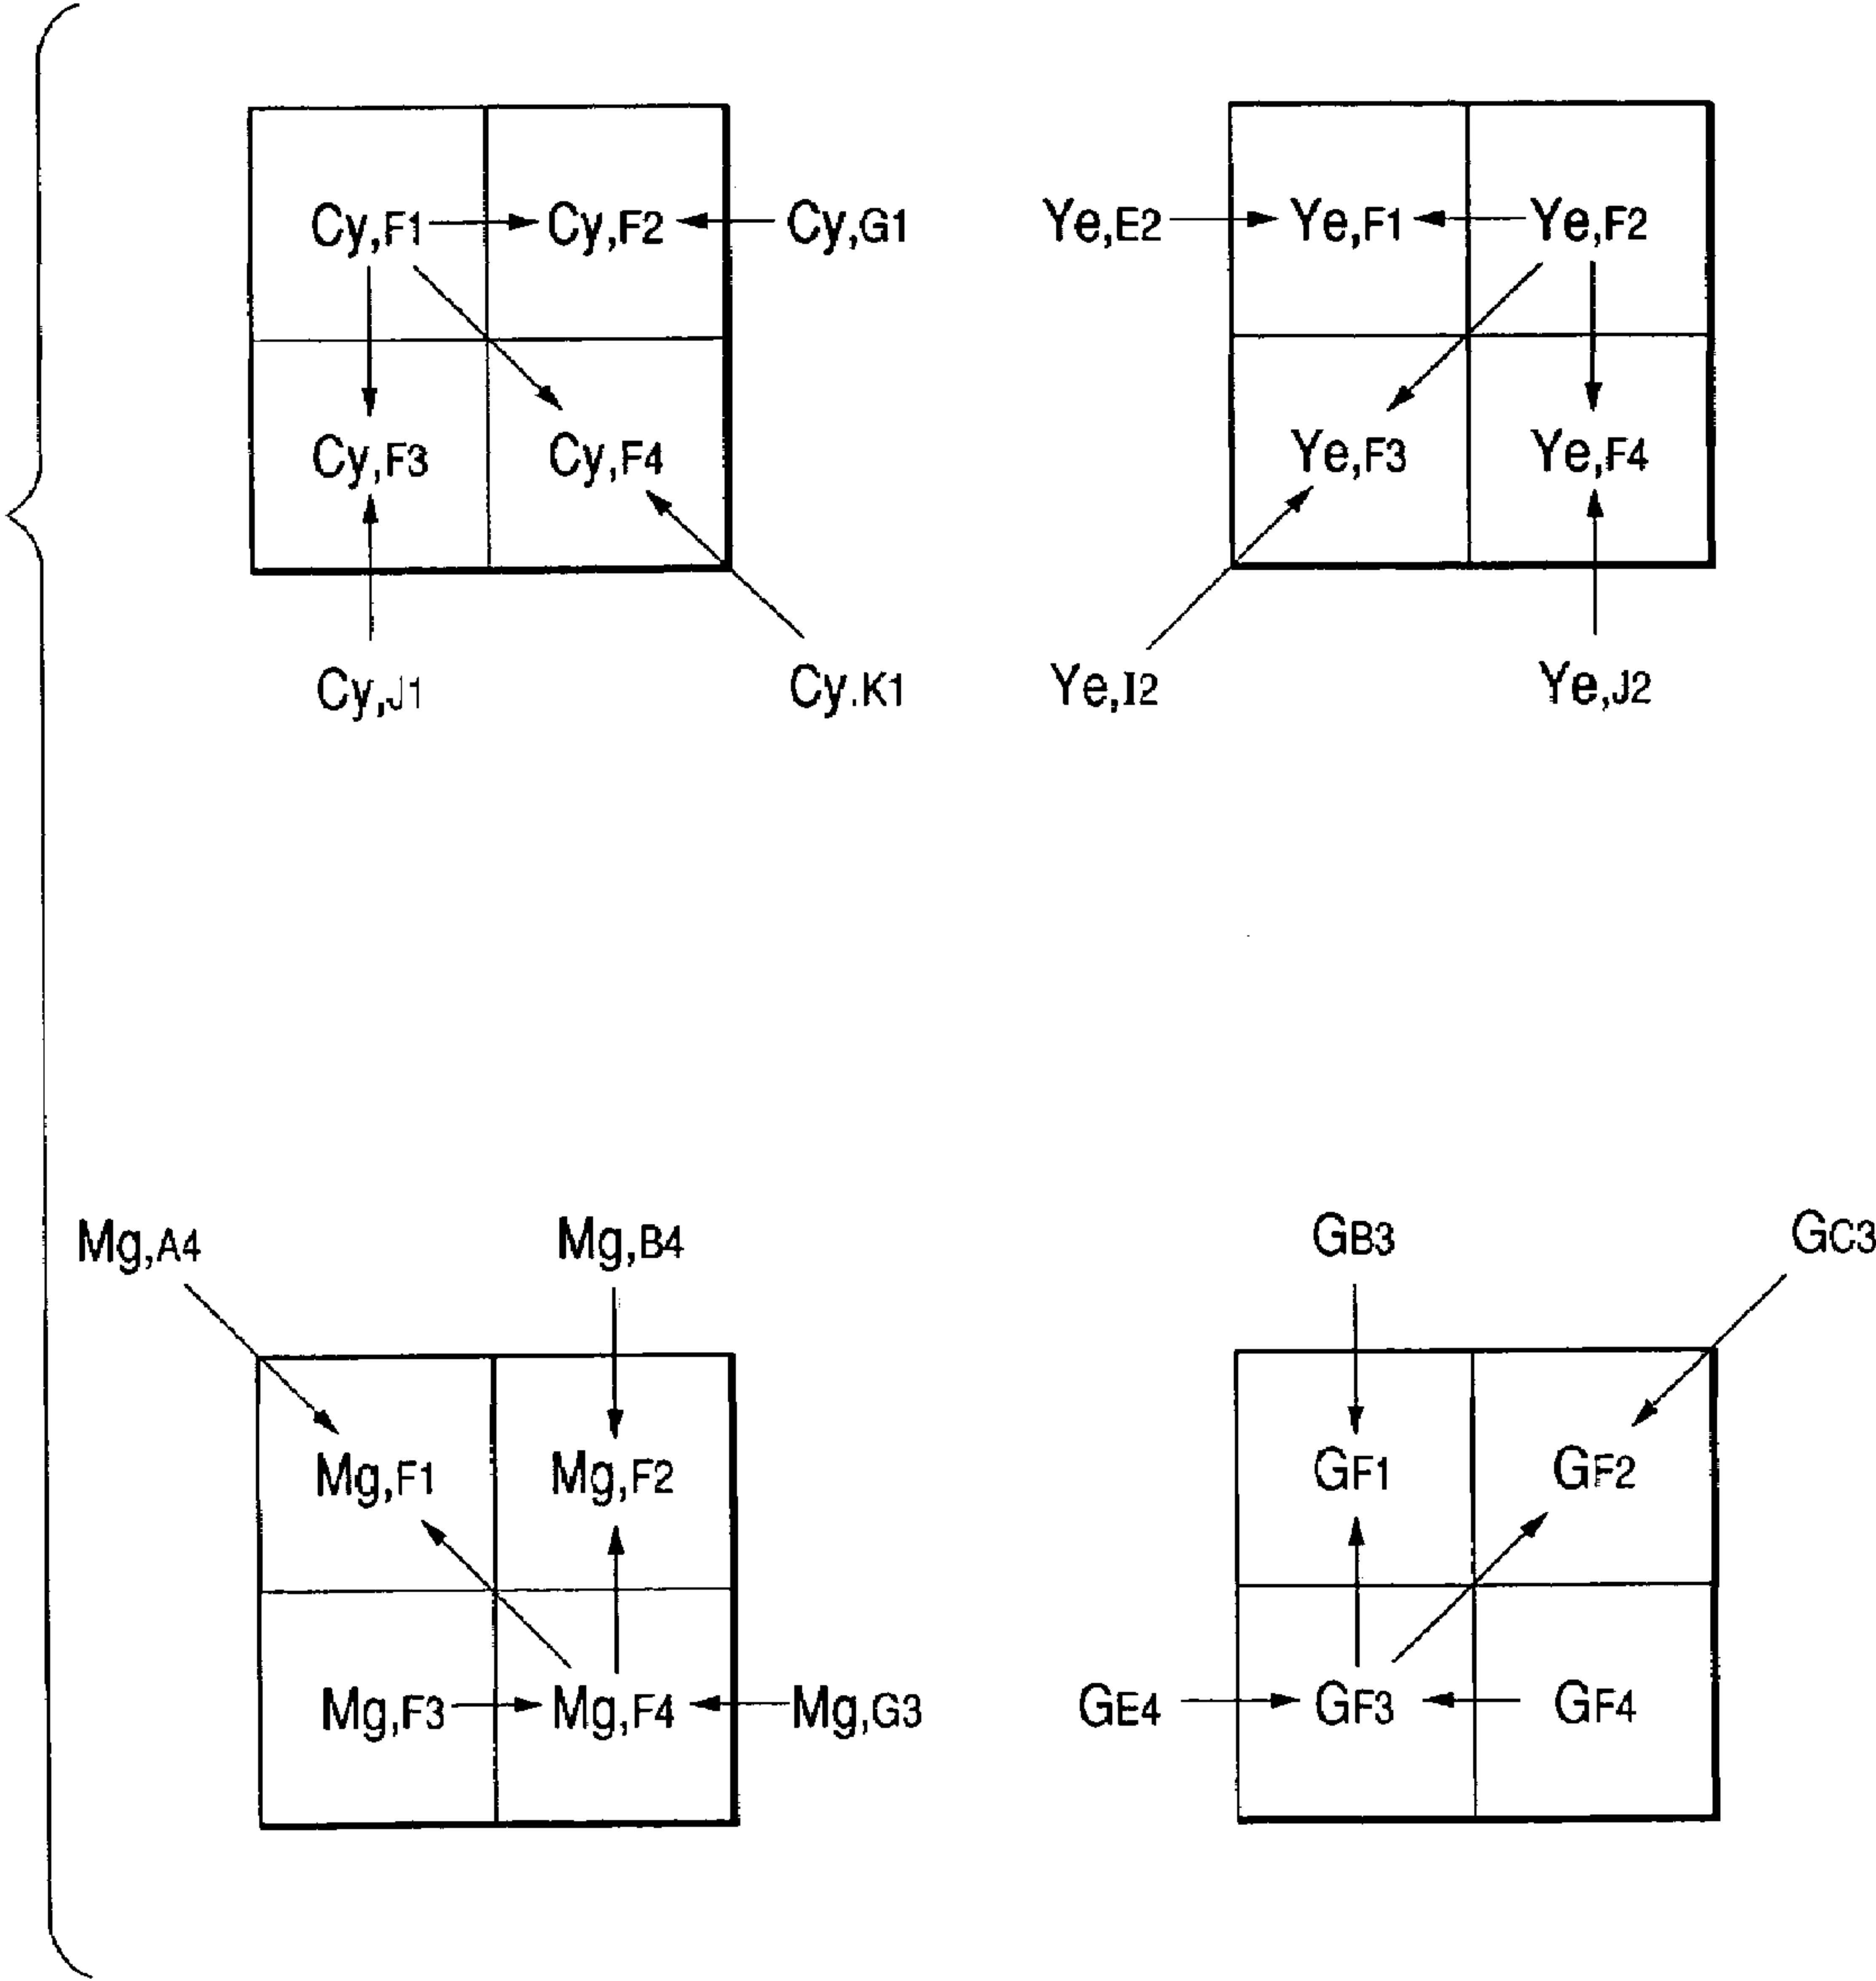 Cy,F1 Cy,F2 Cy,G1 Ye,E2 Ye,F1 Ye,F2
Cy,F3 Cy,F4 Ye,F3 Ye,F4
Cy,J1 Cy.K1 Ye,I2 Ye,J2
Mg,A4 Mg,B4 GB3 GC3
Mg,F1 Mg,F2 GF1 GF2
Mg,F3 Mg,F4 Mg,G3 GE4 GF3 GF4